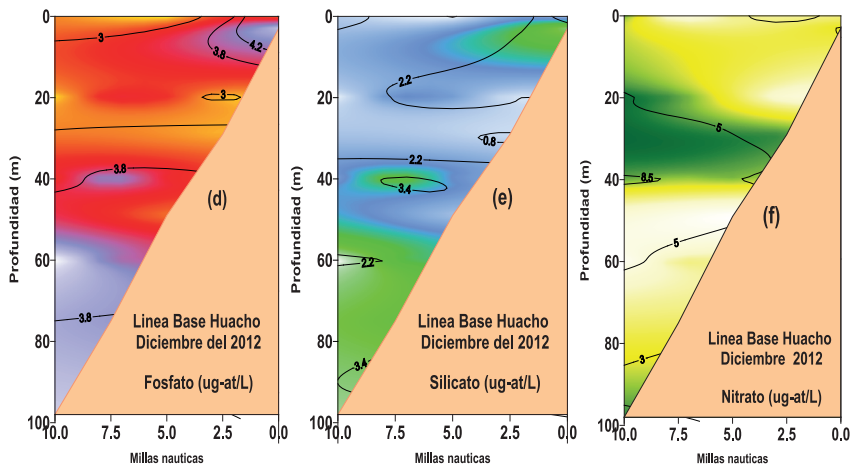 Profundidad (m)
0
20
40
60
80
100
3
3.8
4.2
3
3.8
3.8
(d)
Linea Base Huacho
Diciembre del 2012
Fosfato (ug-at/L)
10.0 7.5 5.0 2.5 0.0
Millas nauticas
Profundidad (m)
0
20
40
60
80
100
2.2
0.8
2.2
3.4
2.2
3.4
(e)
Linea Base Huacho
Diciembre del 2012
Silicato (ug-at/L)
10.0 7.5 5.0 2.5 0.0
Millas nauticas
Profundidad (m)
0
20
40
60
80
100
5
8.5
5
3
(f)
Linea Base Huacho
Diciembre 2012
Nitrato (ug-at/L)
10.0 7.5 5.0 2.5 0.0
Millas nauticas